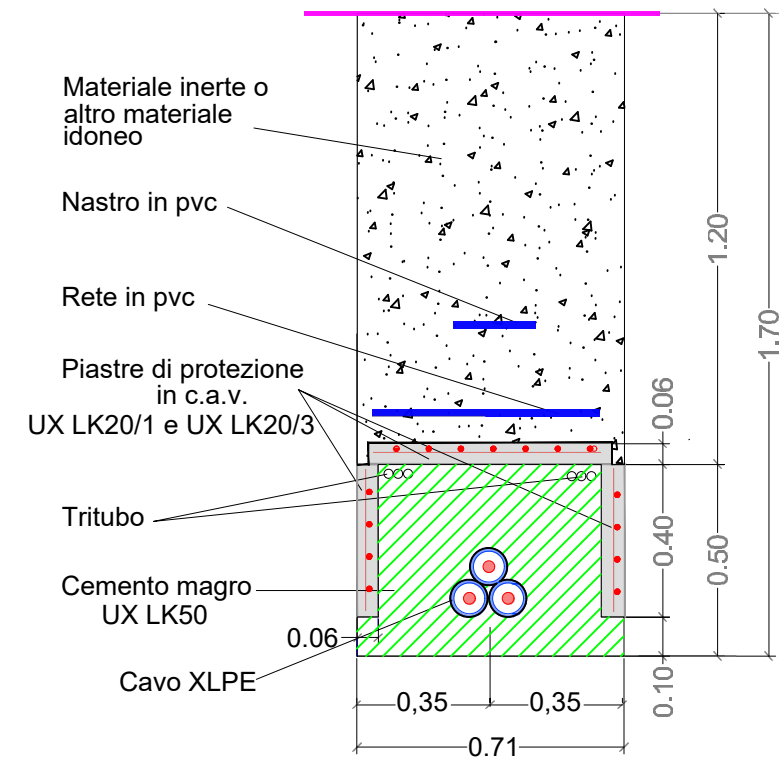 Materiale inerte o
altro materiale
idoneo
Nastro in pvc
Rete in pvc
Piastre di protezione
in c.a.v.
UX LK20/1 e UX LK20/3
Tritubo
Cemento magro
UX LK50
0.06
Cavo XLPE
0,35
0,35
0.71
0.06
0.40
0.10
1.20
0.50
1.70